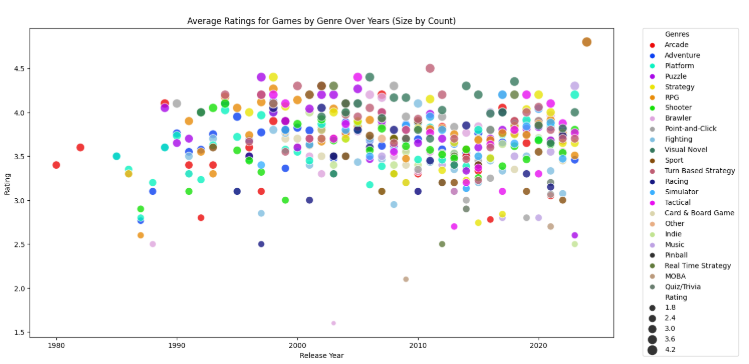 Average Ratings for Games by Genre Over Years (Size by Count)
Rating
4.5
4.0
3.5
3.0
2.5
2.0
1.5
1980
1990
2000
2010
2020
Release Year
Genres
Arcade
Adventure
Platform
Puzzle
Strategy
RPG
Shooter
Brawler
Point-and-Click
Fighting
Visual Novel
Sport
Turn Based Strategy
Racing
Simulator
Tactical
Card & Board Game
Other
Indie
Music
Pinball
Real Time Strategy
MOBA
Quiz/Trivia
Rating
1.8
2.4
3.0
3.6
4.2